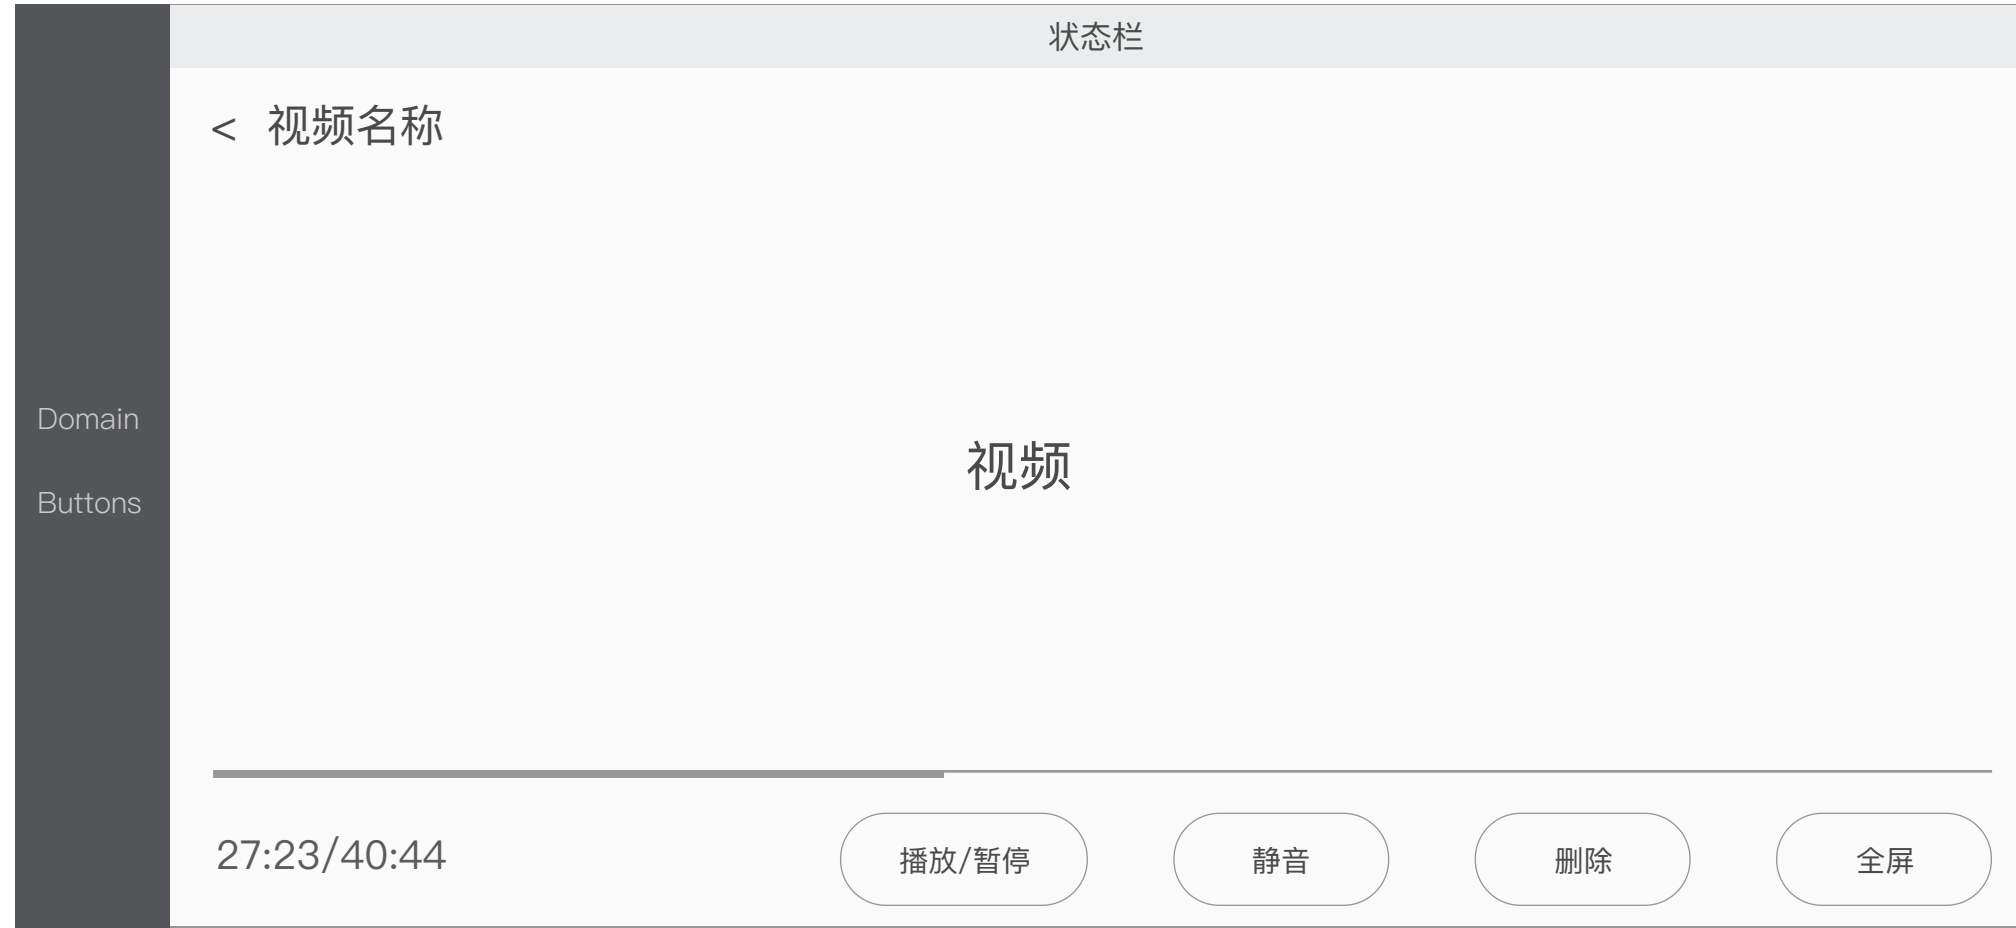 状态栏
< 视频名称
Domain
Buttons
视频
27:23/40:44
播放/暂停
静音
删除
全屏